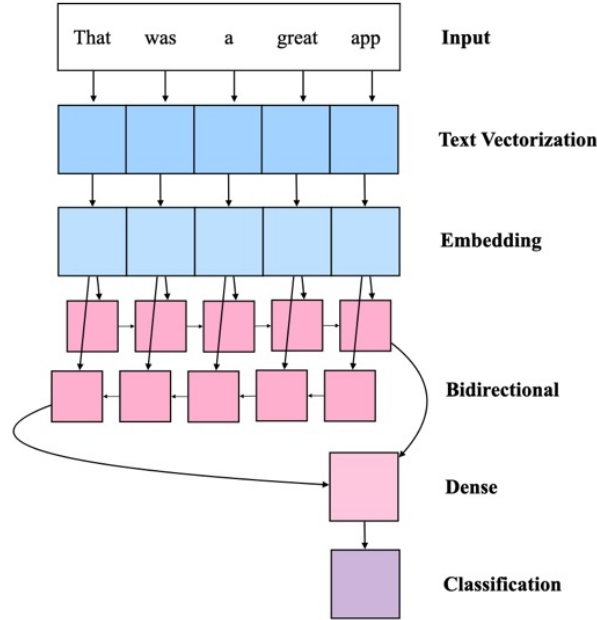 That was a great app
Input
Text Vectorization
Embedding
Bidirectional
Dense
Classification